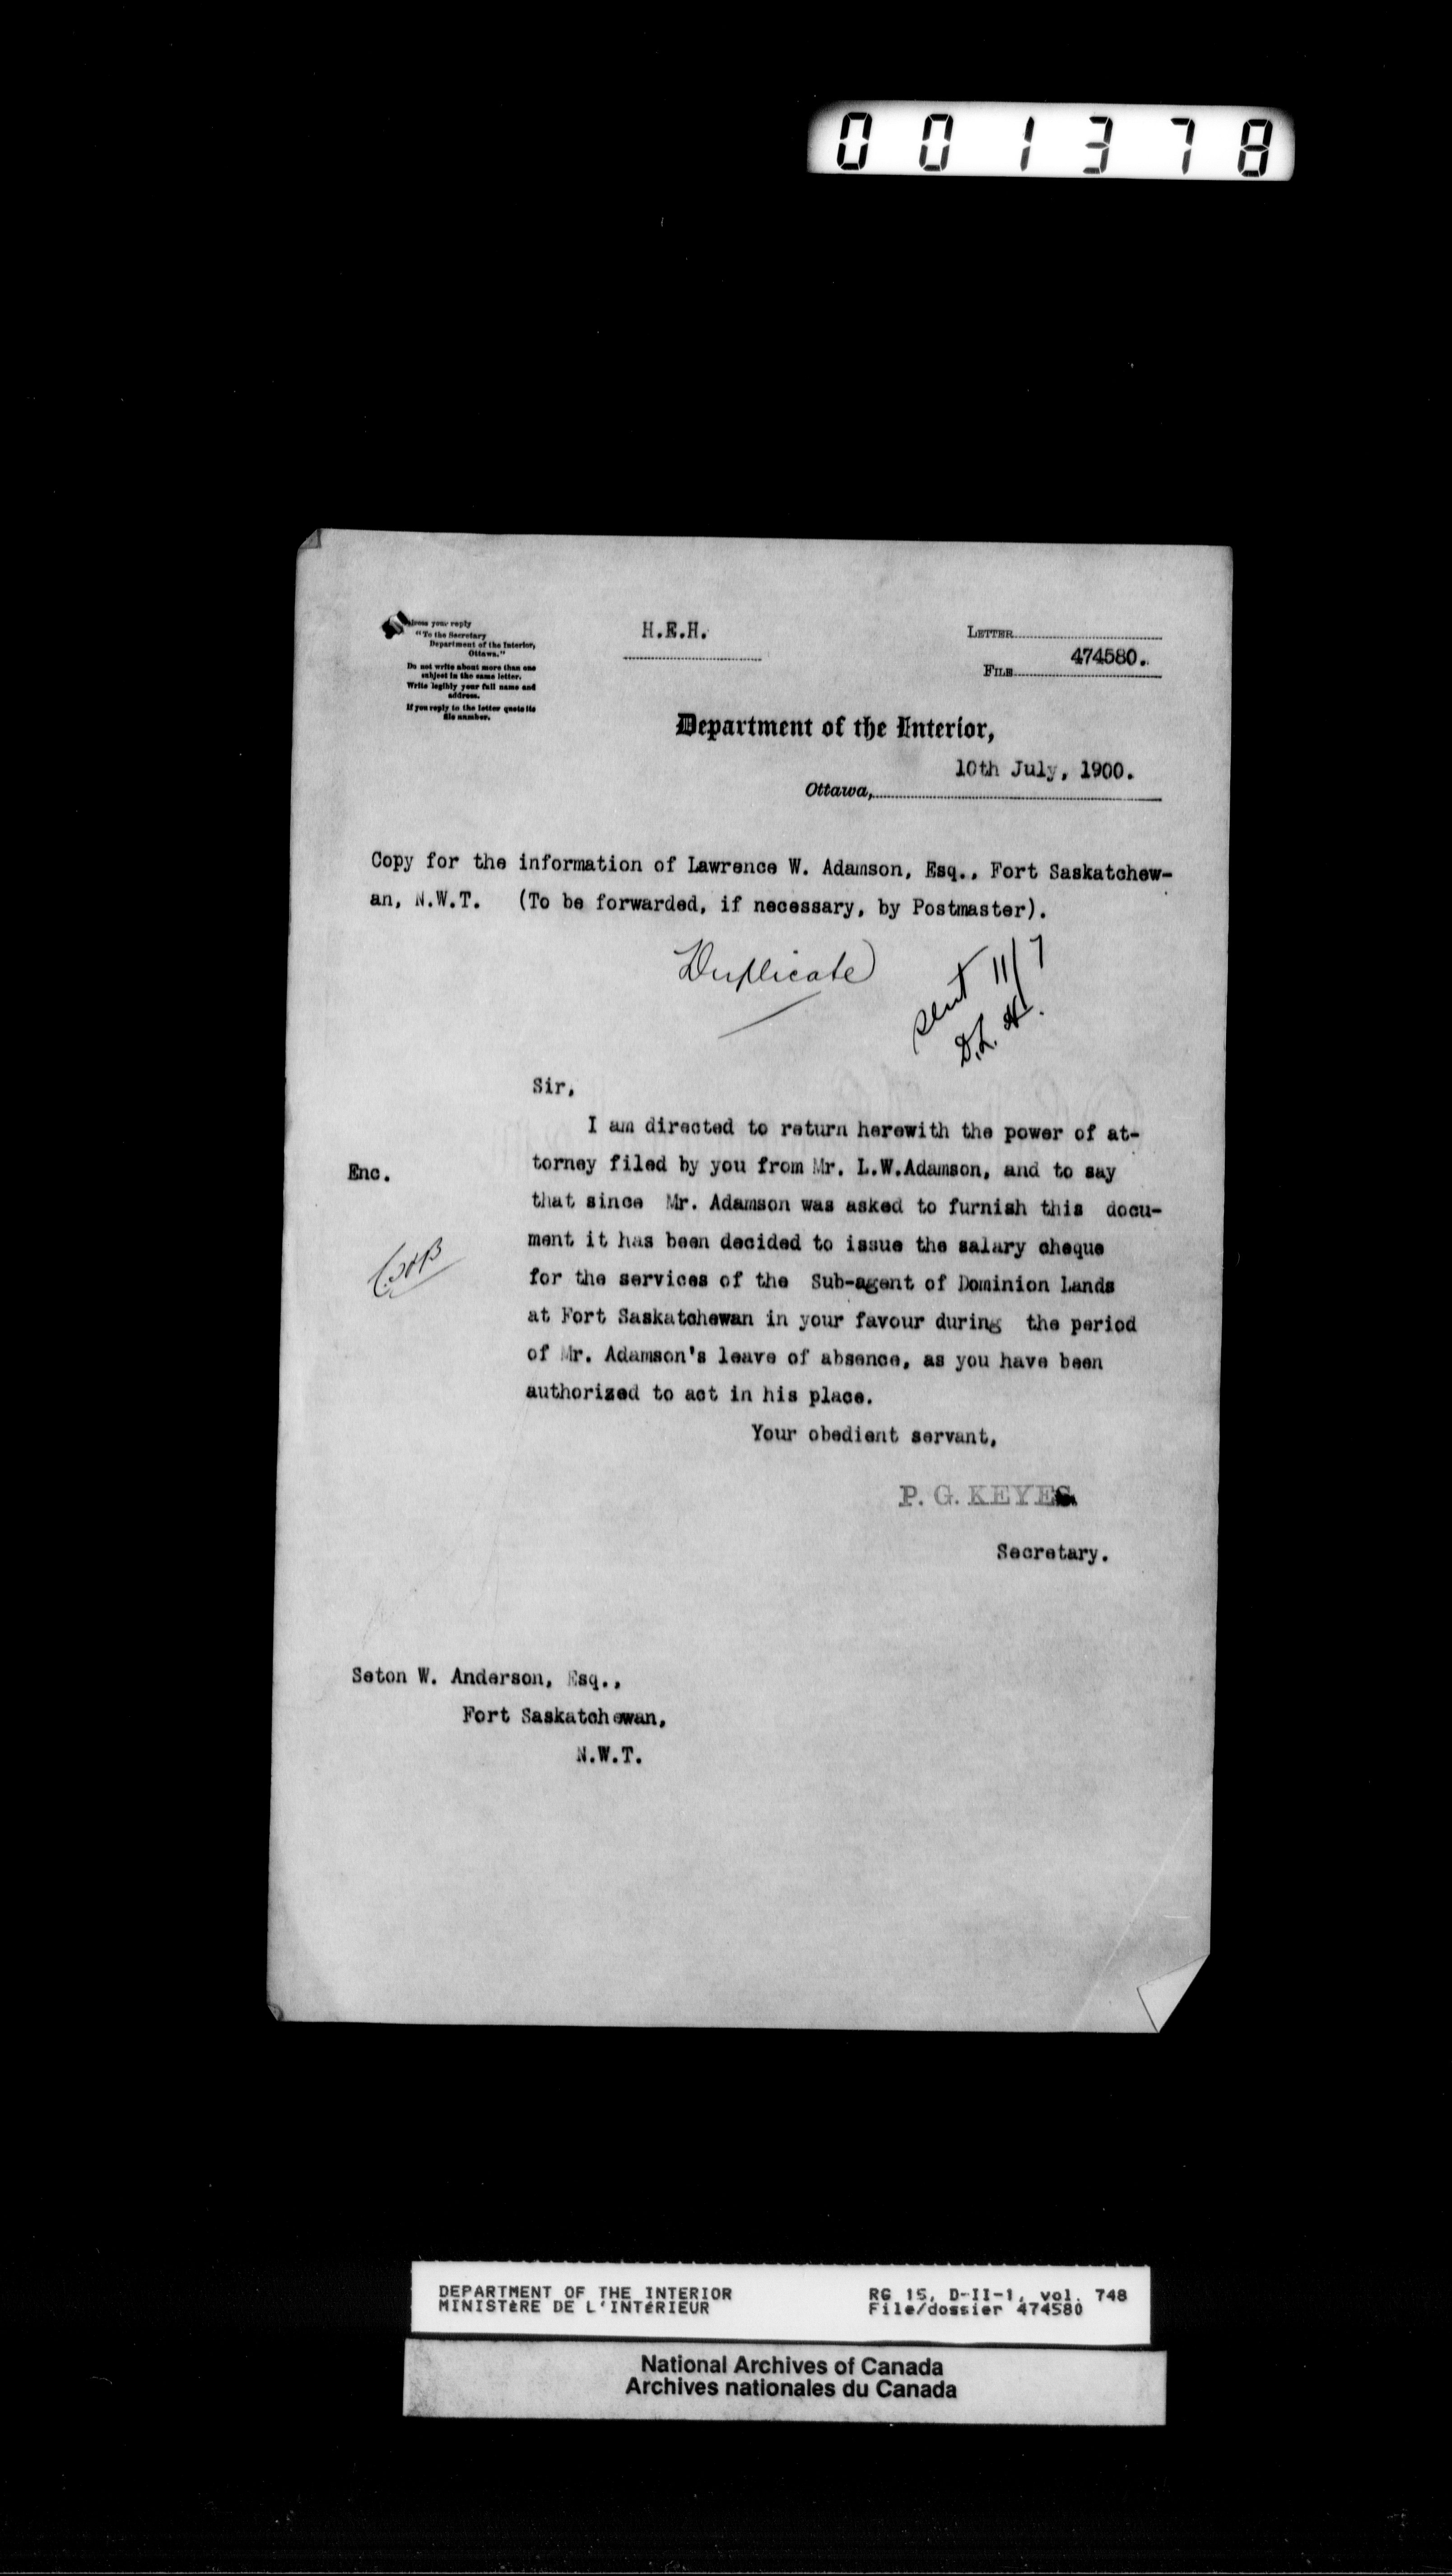 001378
Address your reply
"To the Secretary
Department of the Interior,
Ottawa."
Do not write about more than one
subject in the same letter.
Write legibly your full name and
address.
If you reply to the letter quote its
file number.
H.E.H.
LETTER
474580.
FILE
Department of the Interior,
10th July, 1900.
Ottawa,
Copy for the information of Lawrence W. Adamson, Esq., Fort Saskatchew-
an, N.W.T. (To be forwarded, if necessary, by Postmaster).
Duplicate
sent 11/7
D.L.H.
Sir,
I am directed to return herewith the power of at-
Enc.
torney filed by you from Mr. L.W.Adamson, and to say
that since Mr. Adamson was asked to furnish this docu-
ment it has been decided to issue the salary cheque
for the services of the Sub-agent of Dominion Lands
at Fort Saskatchewan in your favour during the period
of Mr. Adamson's leave of absence, as you have been
authorized to act in his place.
Your obedient servant,
P. G. KEYES
Secretary.
Seton W. Anderson, Esq.,
Fort Saskatchewan,
N.W.T.
DEPARTMENT OF THE INTERIOR
MINISTÈRE DE L'INTÉRIEUR
RG 15, D-II-1, vol. 748
File/dossier 474580
National Archives of Canada
Archives nationales du Canada